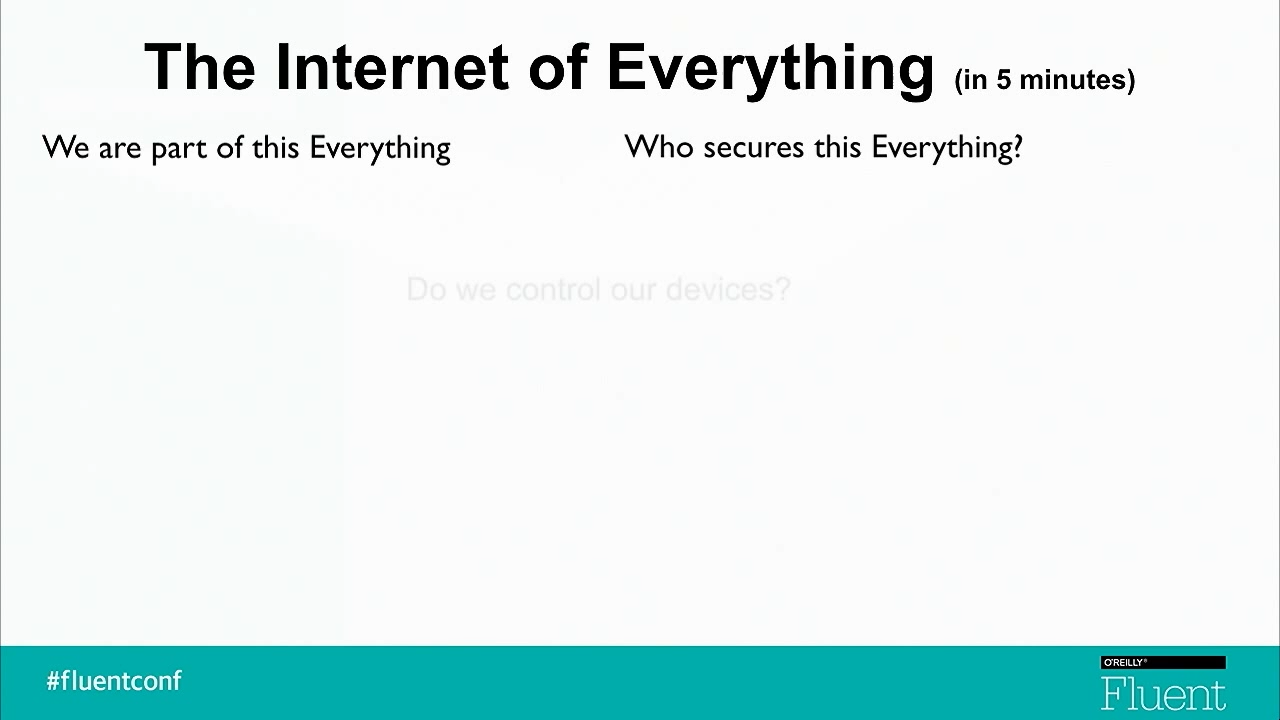 The Internet of Everything (in 5 minutes)
We are part of this Everything
Who secures this Everything?
Do we control our devices?
#fluentconf
O'REILLY®
Fluent